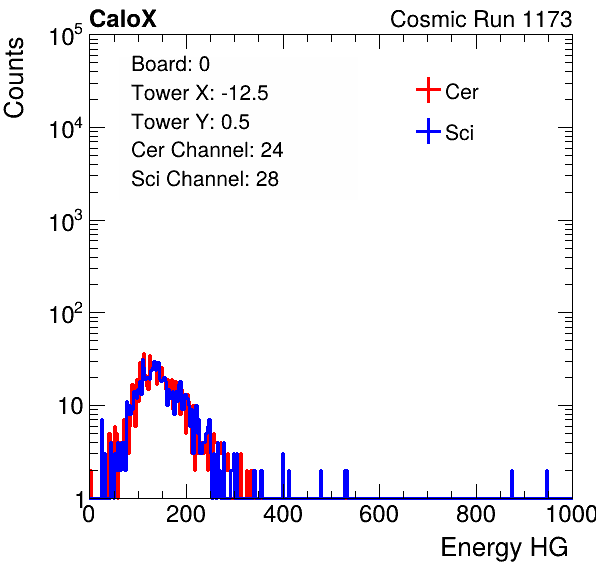 CaloX Cosmic Run 1173
Counts
Board: 0
Tower X: -12.5
Tower Y: 0.5
Cer Channel: 24
Sci Channel: 28
Cer
Sci
10^5
10^4
10^3
10^2
10
1
0 200 400 600 800 1000
Energy HG